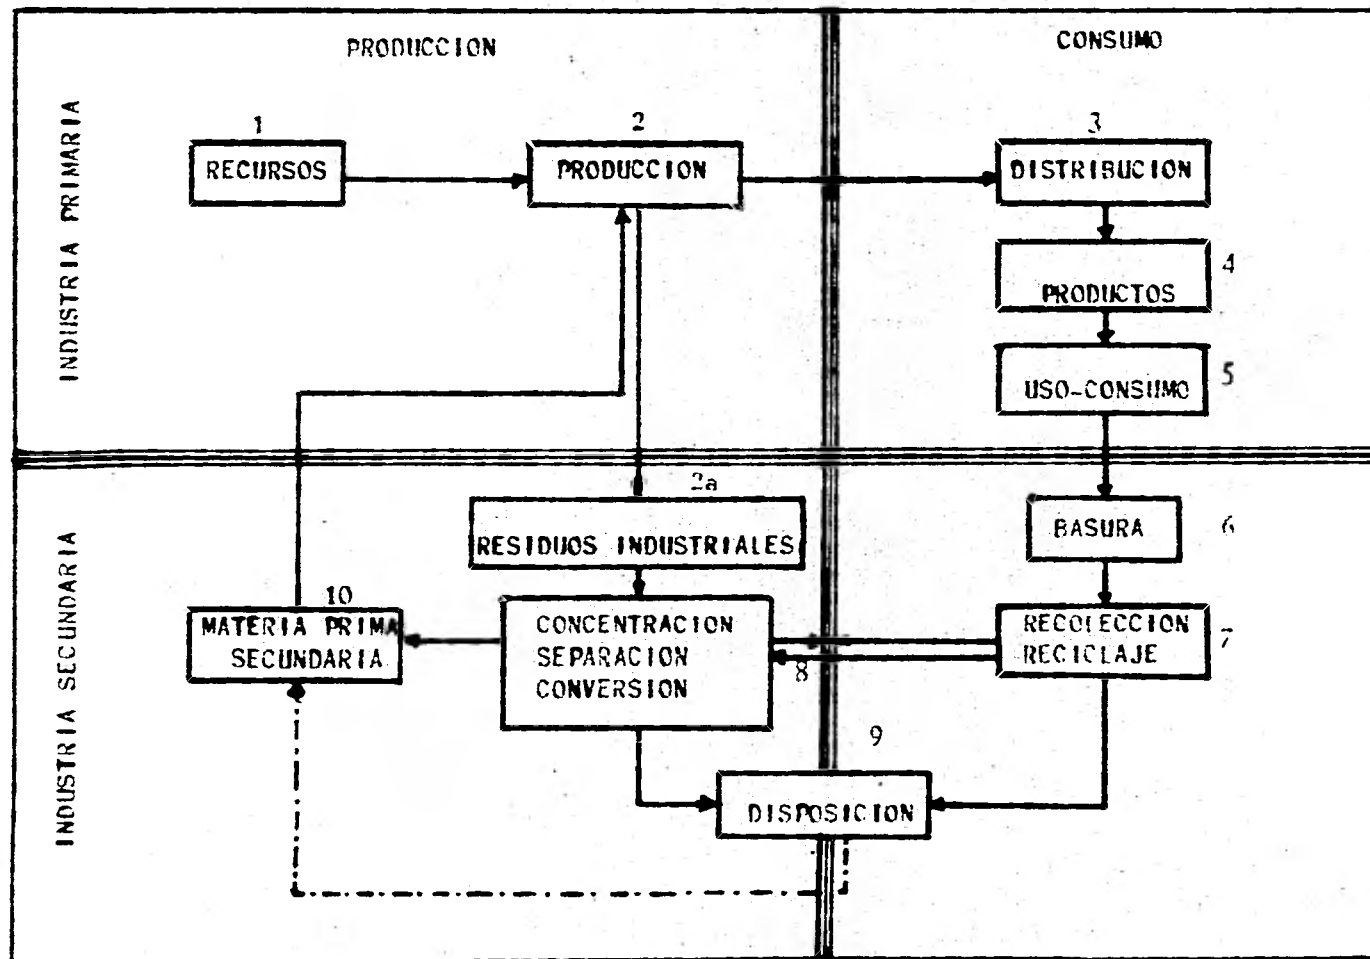 PRODUCCION
CONSUMO
INDUSTRIA PRIMARIA
1
RECURSOS
2
PRODUCCION
3
DISTRIBUCION
4
PRODUCTOS
5
USO-CONSUMO
INDUSTRIA SECUNDARIA
2a
RESIDUOS INDUSTRIALES
6
BASURA
10
MATERIA PRIMA
SECUNDARIA
CONCENTRACION
SEPARACION
CONVERSION
8
RECOLECCION
RECICLAJE
7
9
DISPOSICION